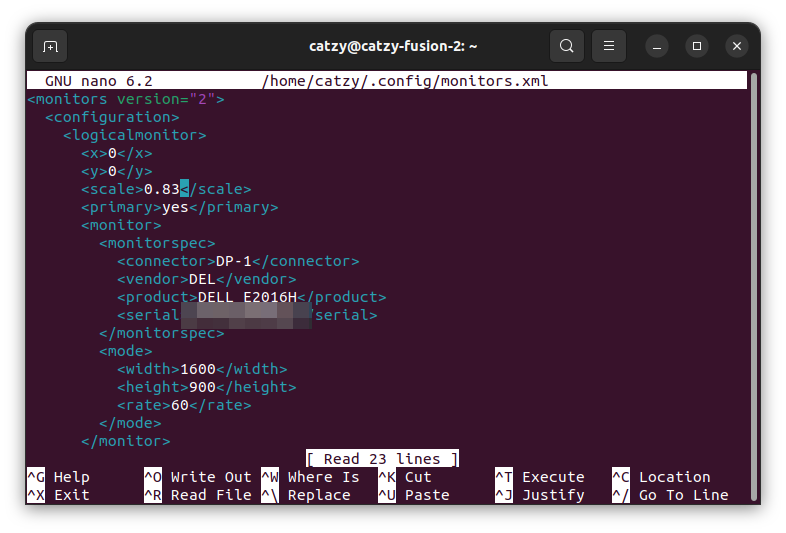 catzy@catzy-fusion-2: ~
GNU nano 6.2 /home/catzy/.config/monitors.xml
<monitors version="2">
<configuration>
<logicalmonitor>
<x>0</x>
<y>0</y>
<scale>0.83</scale>
<primary>yes</primary>
<monitor>
<monitorspec>
<connector>DP-1</connector>
<vendor>DEL</vendor>
<product>DELL E2016H</product>
<serial /serial>
</monitorspec>
<mode>
<width>1600</width>
<height>900</height>
<rate>60</rate>
</mode>
</monitor>
[ Read 23 lines ]
^G Help ^O Write Out ^W Where Is ^K Cut ^T Execute ^C Location
^X Exit ^R Read File ^\ Replace ^U Paste ^J Justify ^/ Go To Line